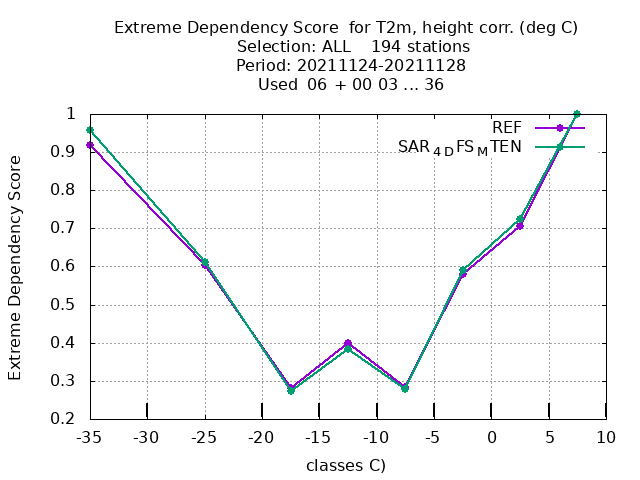 Extreme Dependency Score  for T2m, height corr. (deg C)
Selection: ALL    194 stations
Period: 20211124-20211128
Used  06 + 00 03 ... 36
REF
SAR₄DFSMTEN
Extreme Dependency Score
1
0.9
0.8
0.7
0.6
0.5
0.4
0.3
0.2
-35 -30 -25 -20 -15 -10 -5 0 5 10
classes C)